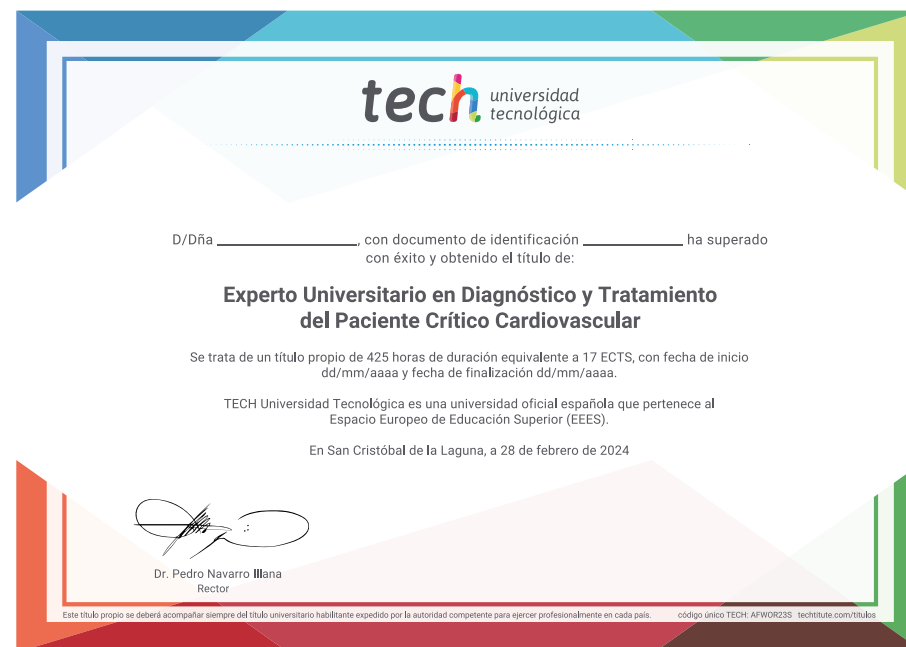 tech universidad
tecnológica
D/Dña ________________, con documento de identificación ____________ ha superado
con éxito y obtenido el título de:
Experto Universitario en Diagnóstico y Tratamiento
del Paciente Crítico Cardiovascular
Se trata de un título propio de 425 horas de duración equivalente a 17 ECTS, con fecha de inicio
dd/mm/aaaa y fecha de finalización dd/mm/aaaa.
TECH Universidad Tecnológica es una universidad oficial española que pertenece al
Espacio Europeo de Educación Superior (EEES).
En San Cristóbal de la Laguna, a 28 de febrero de 2024
Dr. Pedro Navarro Illana
Rector
Este título propio se deberá acompañar siempre del título universitario habilitante expedido por la autoridad competente para ejercer profesionalmente en cada país. código único TECH: AFWOR23S techtitute.com/titulos